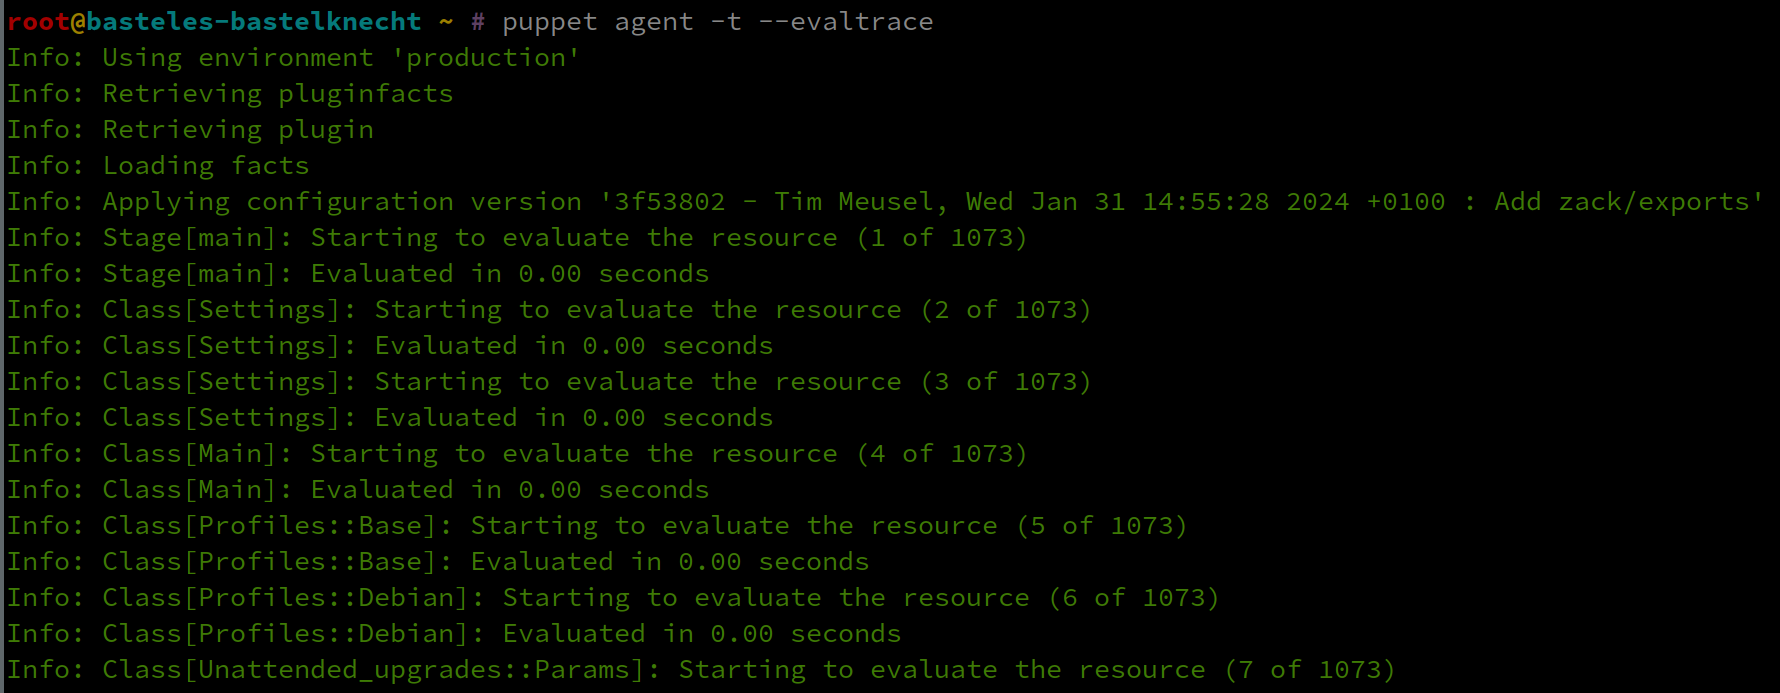 root@basteles-bastelknecht ~ # puppet agent -t --evaltrace
Info: Using environment 'production'
Info: Retrieving pluginfacts
Info: Retrieving plugin
Info: Loading facts
Info: Applying configuration version '3f53802 - Tim Meusel, Wed Jan 31 14:55:28 2024 +0100 : Add zack/exports'
Info: Stage[main]: Starting to evaluate the resource (1 of 1073)
Info: Stage[main]: Evaluated in 0.00 seconds
Info: Class[Settings]: Starting to evaluate the resource (2 of 1073)
Info: Class[Settings]: Evaluated in 0.00 seconds
Info: Class[Settings]: Starting to evaluate the resource (3 of 1073)
Info: Class[Settings]: Evaluated in 0.00 seconds
Info: Class[Main]: Starting to evaluate the resource (4 of 1073)
Info: Class[Main]: Evaluated in 0.00 seconds
Info: Class[Profiles::Base]: Starting to evaluate the resource (5 of 1073)
Info: Class[Profiles::Base]: Evaluated in 0.00 seconds
Info: Class[Profiles::Debian]: Starting to evaluate the resource (6 of 1073)
Info: Class[Profiles::Debian]: Evaluated in 0.00 seconds
Info: Class[Unattended_upgrades::Params]: Starting to evaluate the resource (7 of 1073)